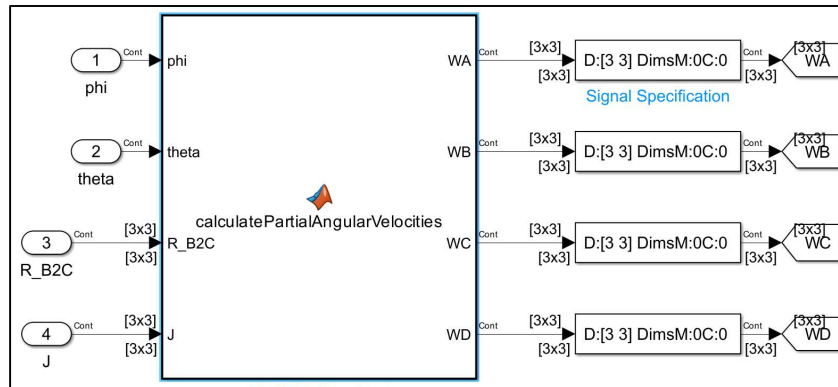 1
phi
Cont
phi
WA
Cont
[3x3]
[3x3]
D:[3 3] DimsM:0C:0
Cont
[3x3]
[3x3]
WA
Signal Specification
2
theta
Cont
theta
WB
Cont
[3x3]
[3x3]
D:[3 3] DimsM:0C:0
Cont
[3x3]
[3x3]
WB
calculatePartialAngularVelocities
3
R_B2C
Cont
[3x3]
[3x3]
R_B2C
WC
Cont
[3x3]
[3x3]
D:[3 3] DimsM:0C:0
Cont
[3x3]
[3x3]
WC
4
J
Cont
[3x3]
[3x3]
J
WD
Cont
[3x3]
[3x3]
D:[3 3] DimsM:0C:0
Cont
[3x3]
[3x3]
WD